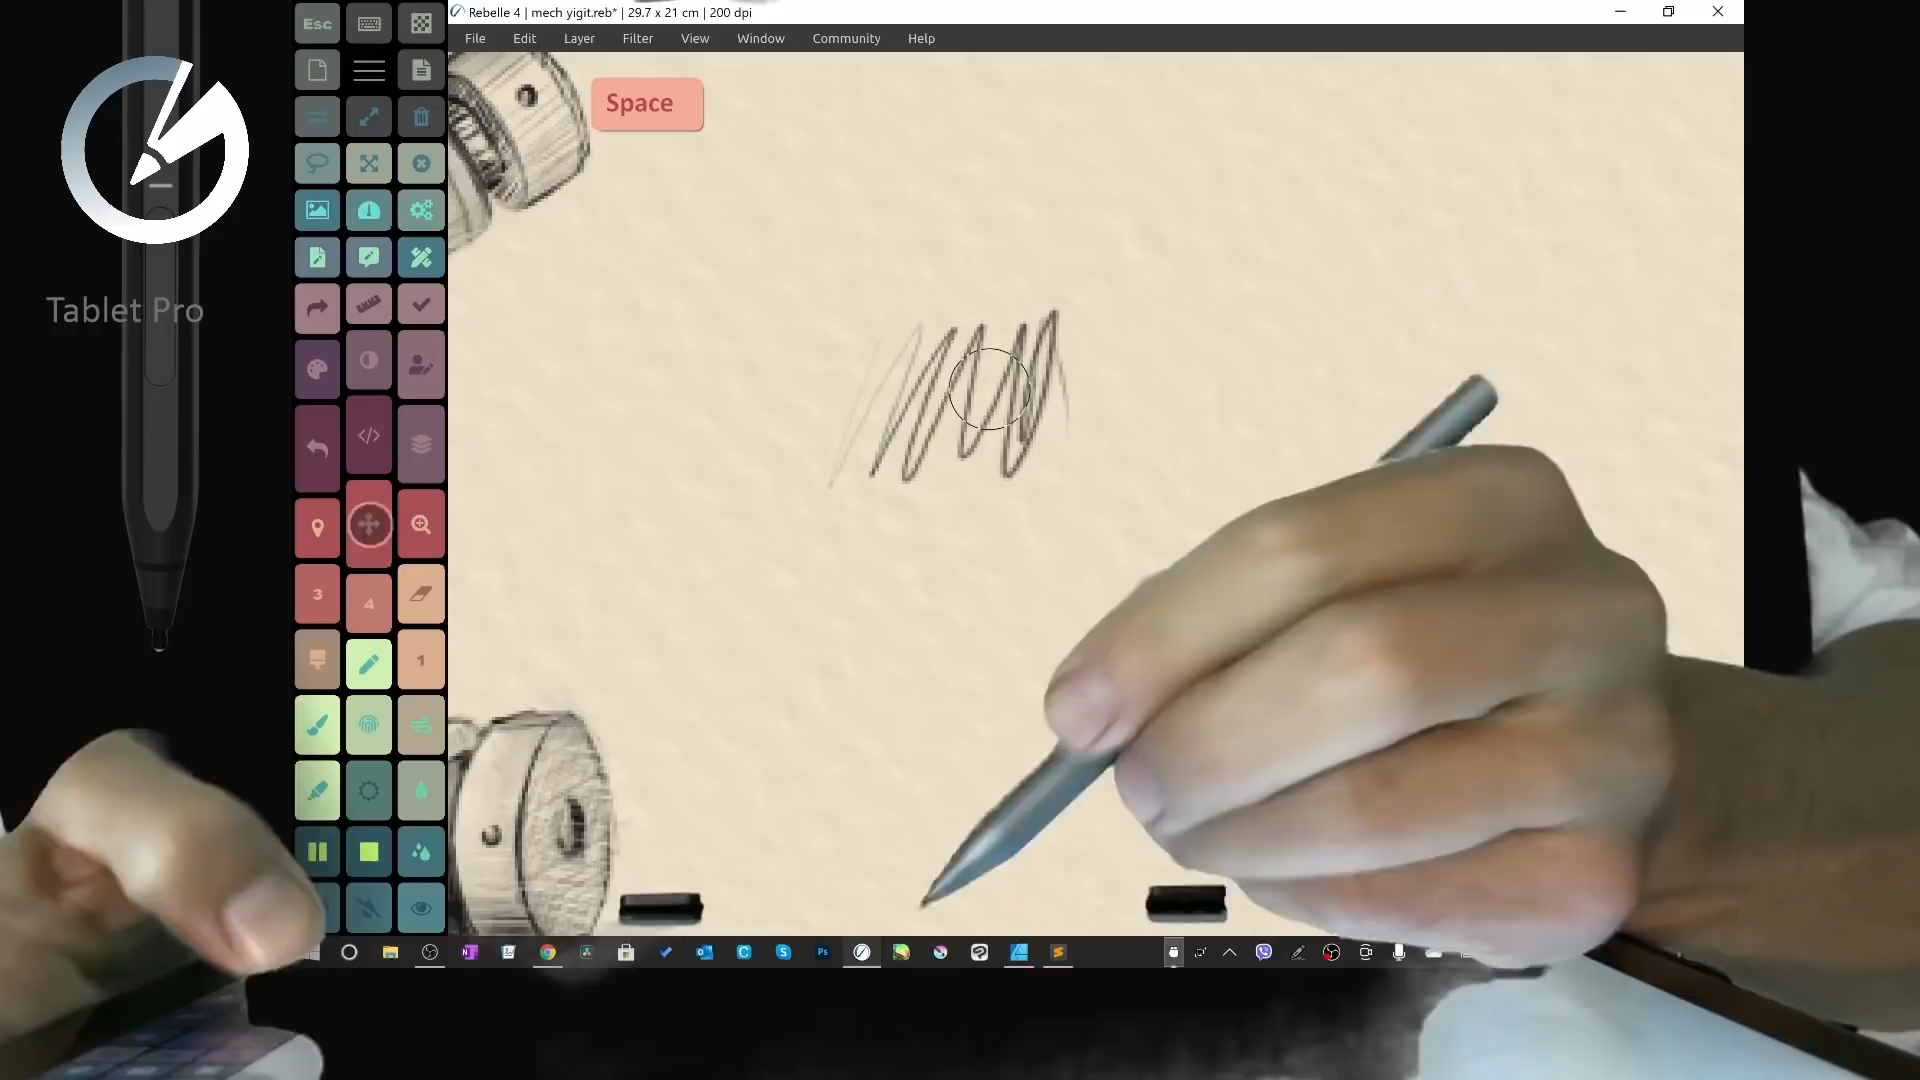 Esc
Rebelle 4 | mech yigit.reb* | 29.7 x 21 cm | 200 dpi
File Edit Layer Filter View Window Community Help
Space
Tablet Pro
3
4
1
Ps